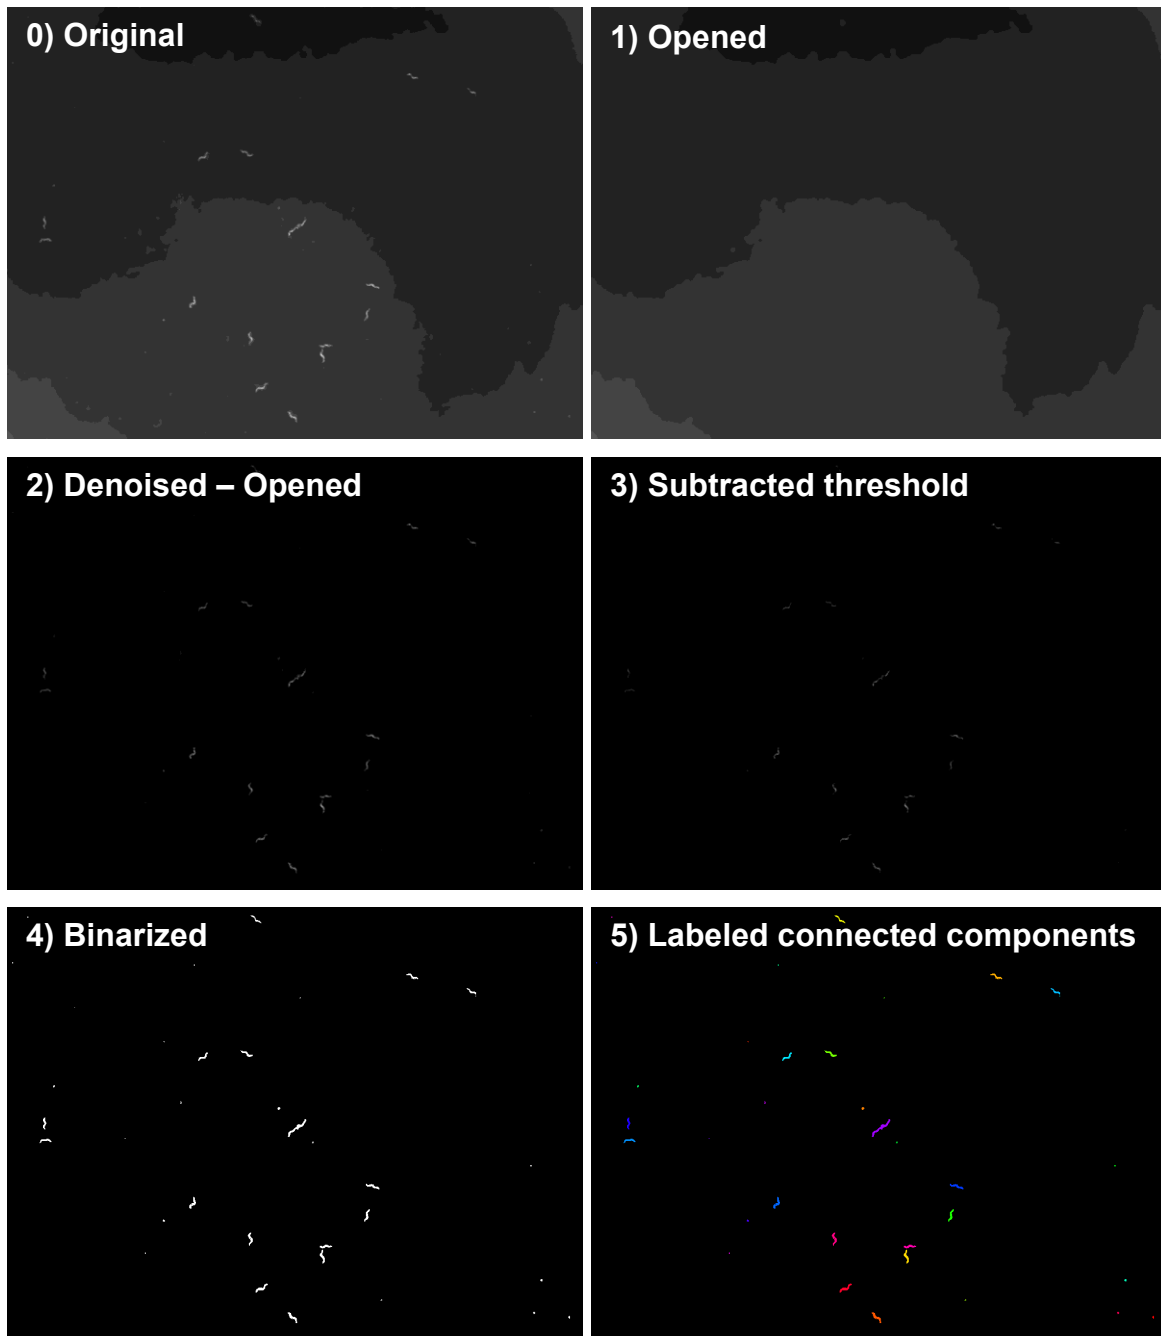 0) Original
1) Opened
2) Denoised – Opened
3) Subtracted threshold
4) Binarized
5) Labeled connected components